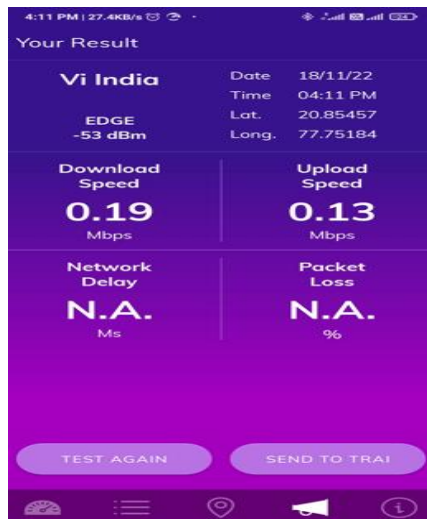 4:11 PM | 27.4KB/s
Your Result
Vi India
EDGE
-53 dBm
Date 18/11/22
Time 04:11 PM
Lat. 20.85457
Long. 77.75184
Download
Speed
0.19
Mbps
Upload
Speed
0.13
Mbps
Network
Delay
N.A.
Ms
Packet
Loss
N.A.
%
TEST AGAIN
SEND TO TRAI